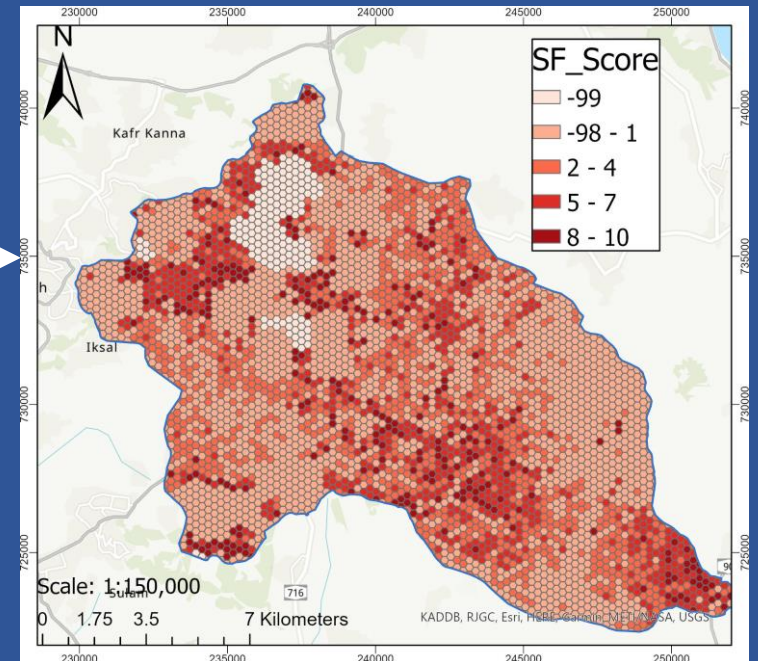 230000 235000 240000 245000 250000
N
SF_Score
-99
-98 - 1
2 - 4
5 - 7
8 - 10
740000
740000
Kafr Kanna
735000
735000
h
Iksal
730000
730000
725000
725000
Scale: 1:150,000
Sulam
716
90
0 1.75 3.5 7 Kilometers
KADDB, RJGC, Esri, HERE, Garmin, METI/NASA, USGS
230000 235000 240000 245000 250000